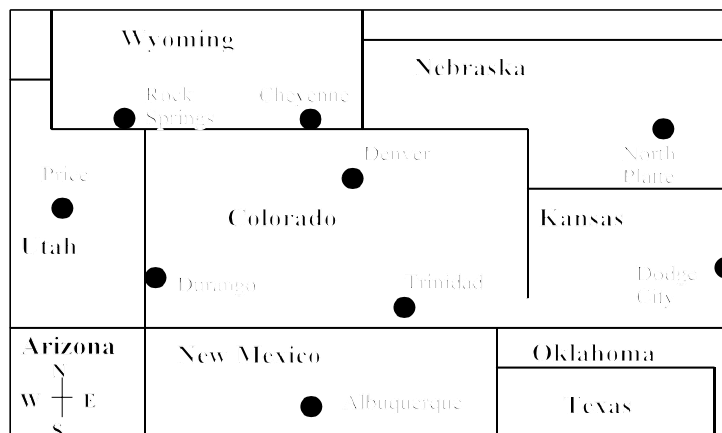 Wyoming
Nebraska
Rock
Springs
Cheyenne
Denver
North
Platte
Price
Colorado
Kansas
Utah
Durango
Trinidad
Dodge
City
Arizona
New Mexico
Oklahoma
N
W E
S
Albuquerque
Texas